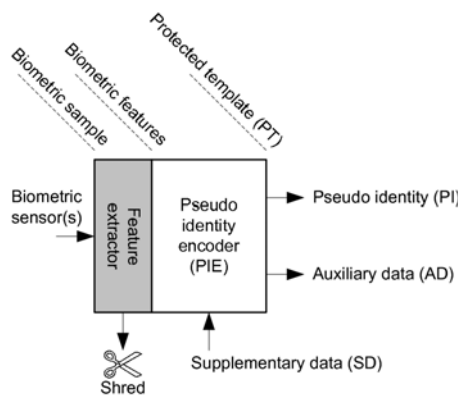 Biometric sample
Biometric features
Protected template (PT)
Biometric
sensor(s)
Feature
extractor
Pseudo
identity
encoder
(PIE)
Pseudo identity (PI)
Auxiliary data (AD)
Supplementary data (SD)
Shred